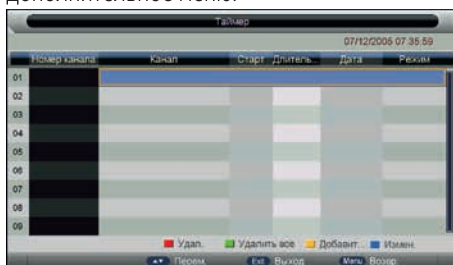 дополнительное меню.
Таймер
07/12/2005 07:35:59
Номер канала Канал Старт Длитель... Дата Режим
01
02
03
04
05
06
07
08
09
Удал. Удалить все Добавит... Измен.
Перем. Exit Выход Menu Возвр.